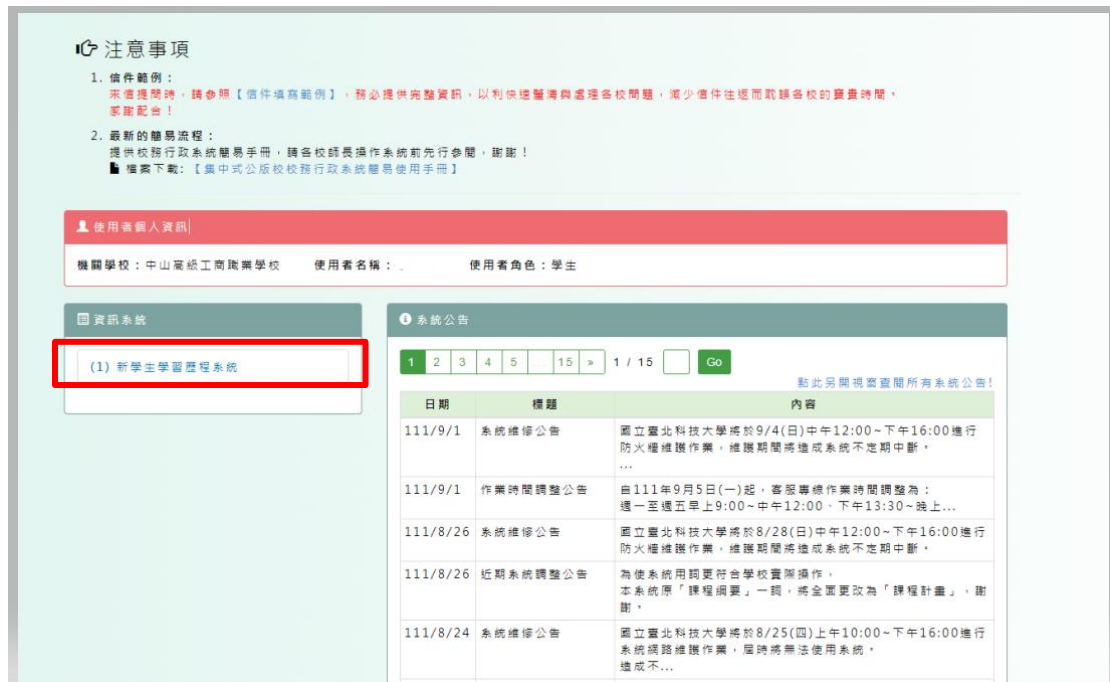 注意事項
1. 信件範例：
來信提問時，請參照【信件填寫範例】，務必提供完整資訊，以利快速釐清與處理各校問題，減少信件往返而耽誤各校的寶貴時間，
感謝配合！
2. 最新的簡易流程：
提供校務行政系統簡易手冊，請各校師長操作系統前先行參閱，謝謝！
檔案下載:【集中式公版校校務行政系統簡易使用手冊】
使用者個人資訊
機關學校：中山高級工商職業學校 使用者名稱： 使用者角色：學生
資訊系統
(1) 新學生學習歷程系統
系統公告
1 2 3 4 5 ... 15 » 1 / 15 Go
點此另開視窗查閱所有系統公告!
日期 標題 內容
111/9/1 系統維修公告 國立臺北科技大學將於9/4(日)中午12:00~下午16:00進行
防火牆維護作業，維護期間將造成系統不定期中斷。
...
111/9/1 作業時間調整公告 自111年9月5日(一)起，客服專線作業時間調整為：
週一至週五早上9:00~中午12:00、下午13:30~晚上...
111/8/26 系統維修公告 國立臺北科技大學將於8/28(日)中午12:00~下午16:00進行
防火牆維護作業，維護期間將造成系統不定期中斷。
111/8/26 近期系統調整公告 為使系統用詞更符合學校實際操作，
本系統原「課程綱要」一詞，將全面更改為「課程計畫」，謝
謝。
111/8/24 系統維修公告 國立臺北科技大學將於8/25(四)上午10:00~下午16:00進行
系統網路維護作業，屆時將無法使用系統。
造成不...